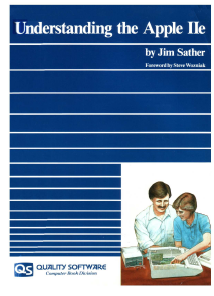 Understanding the Apple IIe
by Jim Sather
Foreword by Steve Wozniak
QS QUALITY SOFTWARE
Computer Book Division